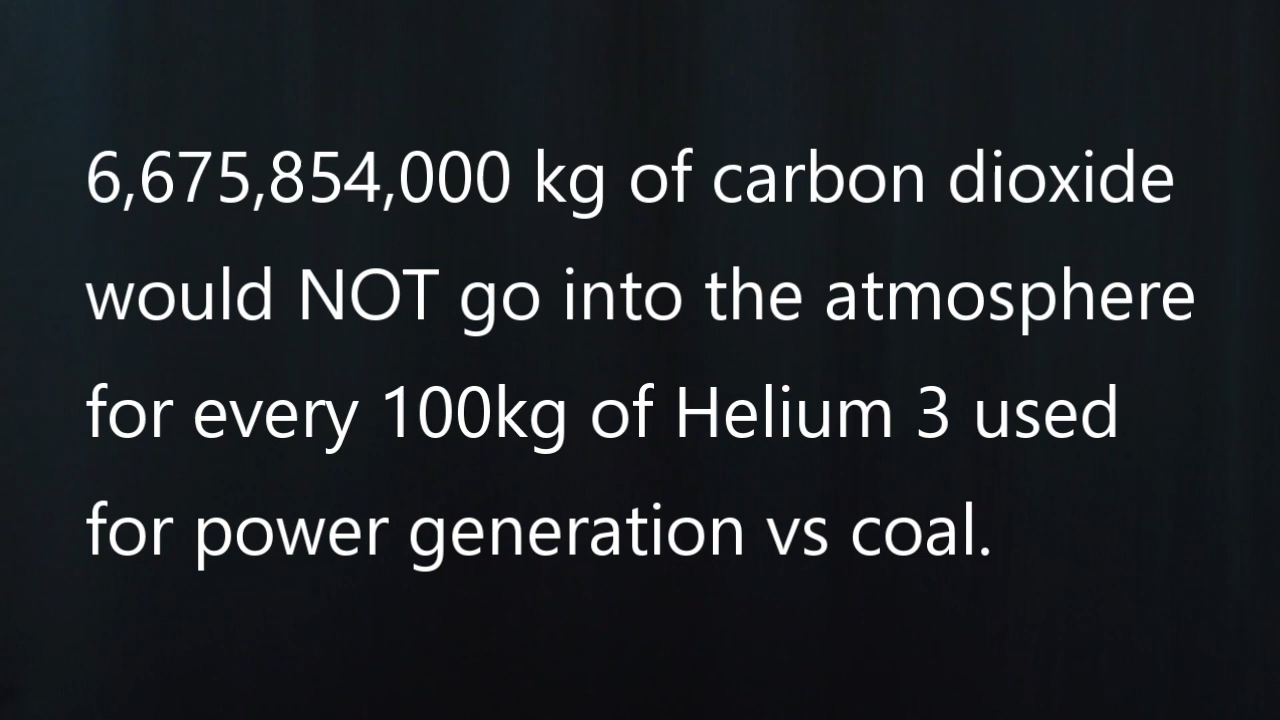 6,675,854,000 kg of carbon dioxide
would NOT go into the atmosphere
for every 100kg of Helium 3 used
for power generation vs coal.